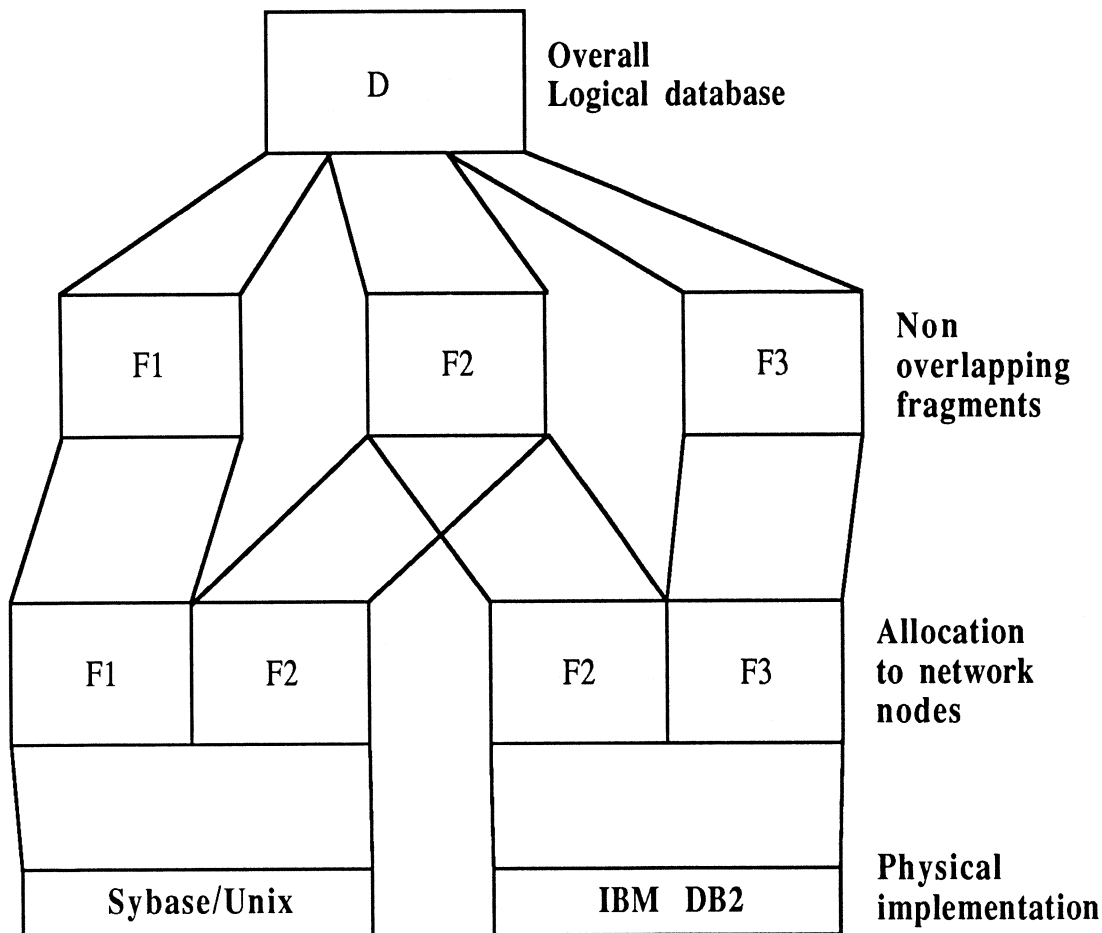 D
Overall
Logical database
F1
F2
F3
Non
overlapping
fragments
F1
F2
F2
F3
Allocation
to network
nodes
Sybase/Unix
IBM DB2
Physical
implementation